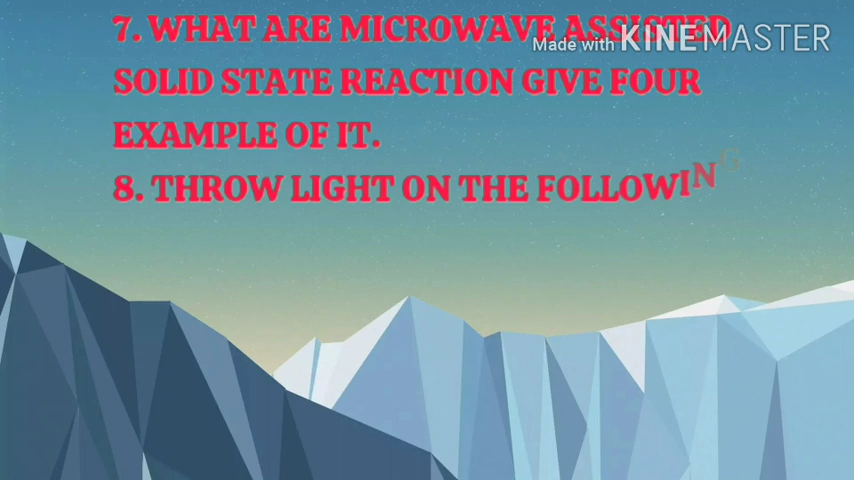 7. WHAT ARE MICROWAVE ASSISTED
Made with KINEMASTER
SOLID STATE REACTION GIVE FOUR
EXAMPLE OF IT.
8. THROW LIGHT ON THE FOLLOWING